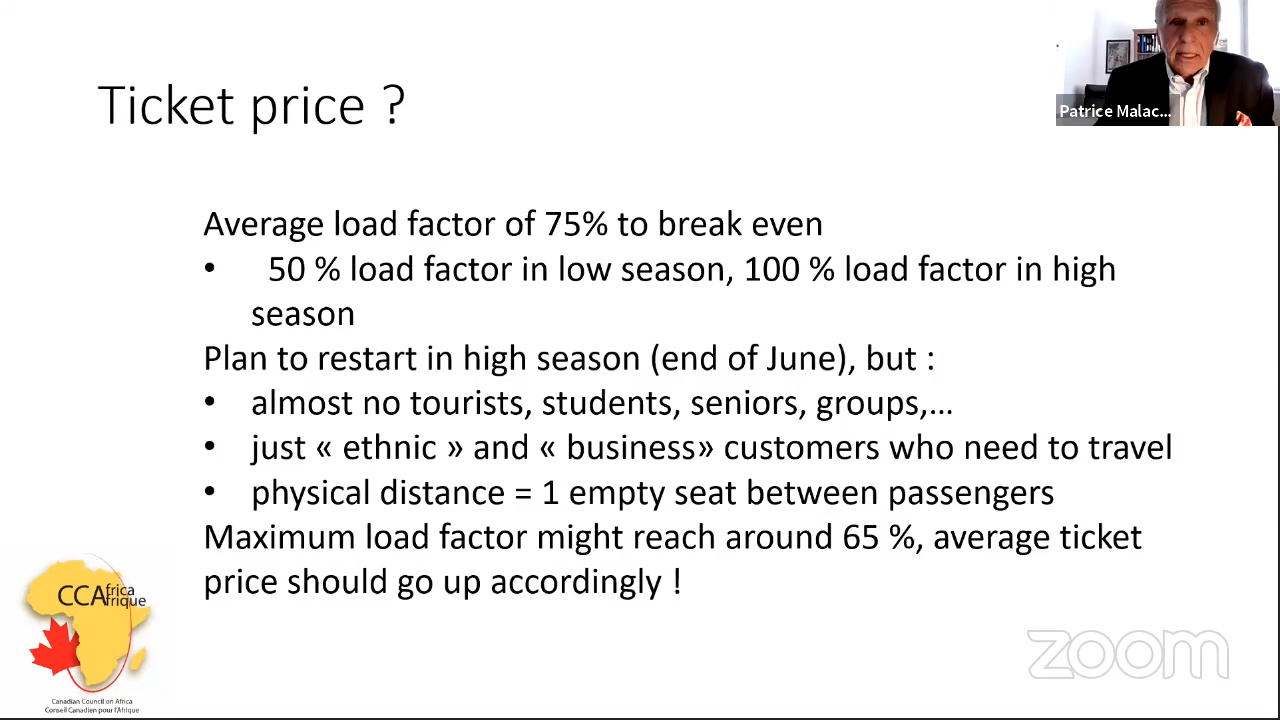 Ticket price ?
Patrice Malac...
Average load factor of 75% to break even
• 50 % load factor in low season, 100 % load factor in high
season
Plan to restart in high season (end of June), but :
• almost no tourists, students, seniors, groups,…
• just « ethnic » and « business» customers who need to travel
• physical distance = 1 empty seat between passengers
Maximum load factor might reach around 65 %, average ticket
price should go up accordingly !
CCAfrica
frique
Canadian Council on Africa
Conseil Canadien pour l'Afrique
zoom